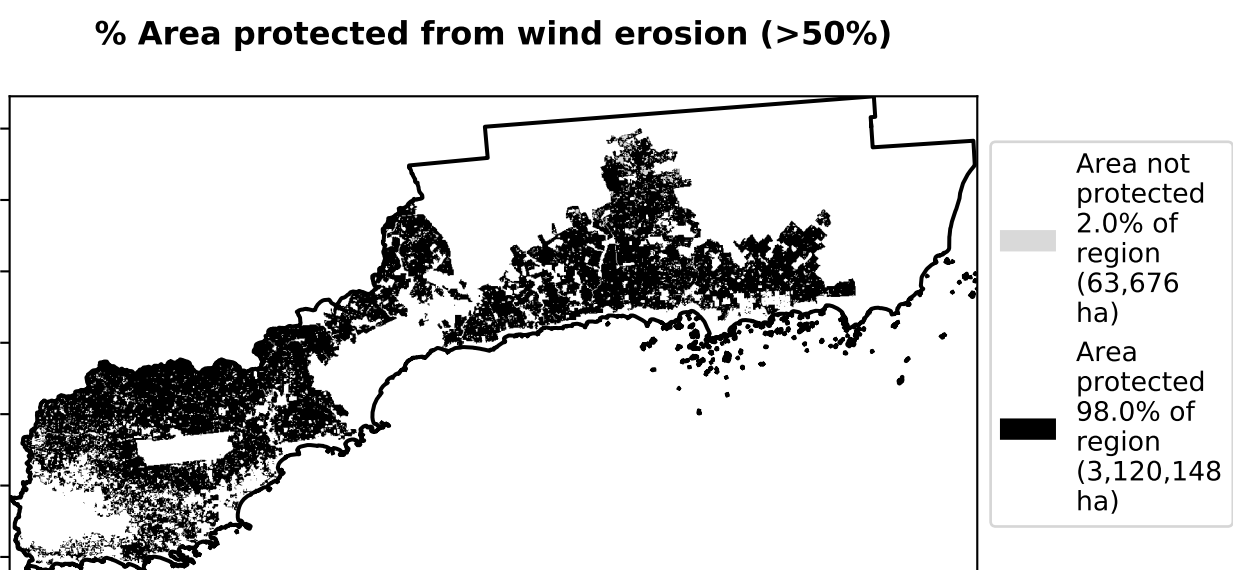 % Area protected from wind erosion (>50%)
Area not
protected
2.0% of
region
(63,676
ha)
Area
protected
98.0% of
region
(3,120,148
ha)